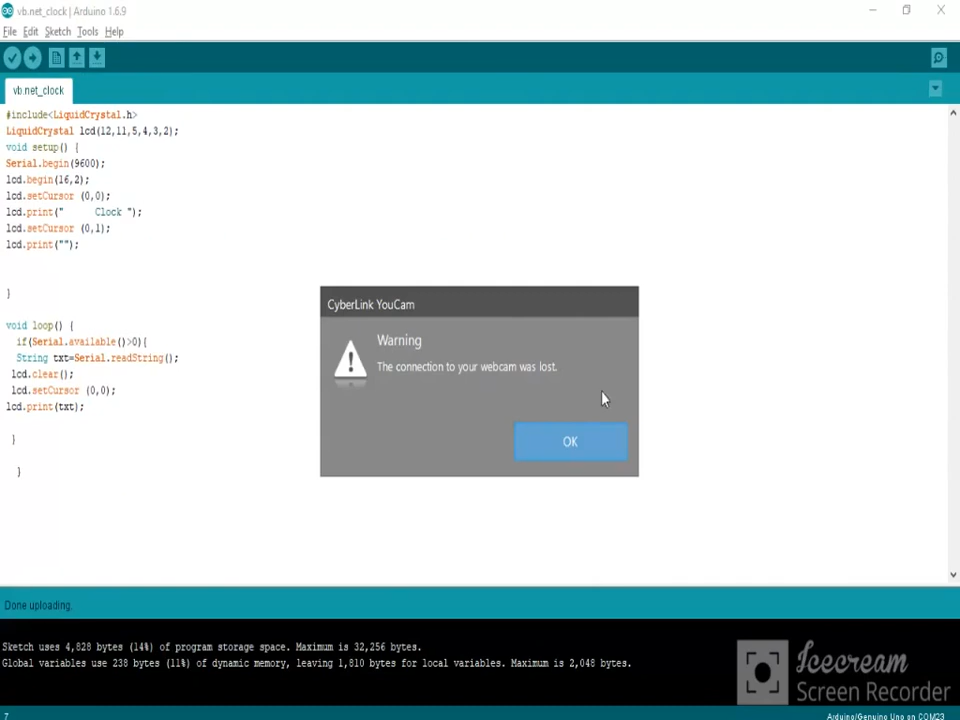 vb.net_clock | Arduino 1.6.9
File Edit Sketch Tools Help
vb.net_clock
#include<LiquidCrystal.h>
LiquidCrystal lcd(12,11,5,4,3,2);
void setup() {
Serial.begin(9600);
lcd.begin(16,2);
lcd.setCursor (0,0);
lcd.print("      Clock ");
lcd.setCursor (0,1);
lcd.print("");
}
void loop() {
if(Serial.available()>0){
String txt=Serial.readString();
lcd.clear();
lcd.setCursor (0,0);
lcd.print(txt);
}
}
CyberLink YouCam
Warning
The connection to your webcam was lost.
OK
Done uploading.
Sketch uses 4,828 bytes (14%) of program storage space. Maximum is 32,256 bytes.
Global variables use 238 bytes (11%) of dynamic memory, leaving 1,810 bytes for local variables. Maximum is 2,048 bytes.
Icecream
Screen Recorder
7 Arduino/Genuino Uno on COM23